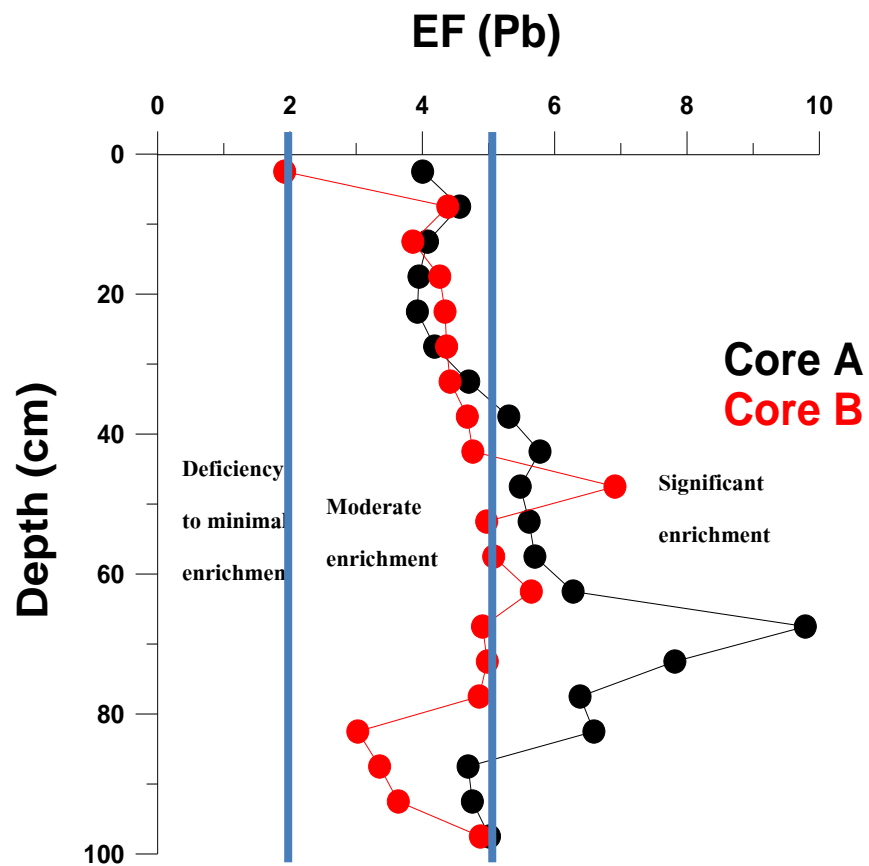 EF (Pb)
0 2 4 6 8 10
0
20
40
60
80
100
Depth (cm)
Core A
Core B
Deficiency
to minimal
enrichment
Moderate
enrichment
Significant
enrichment